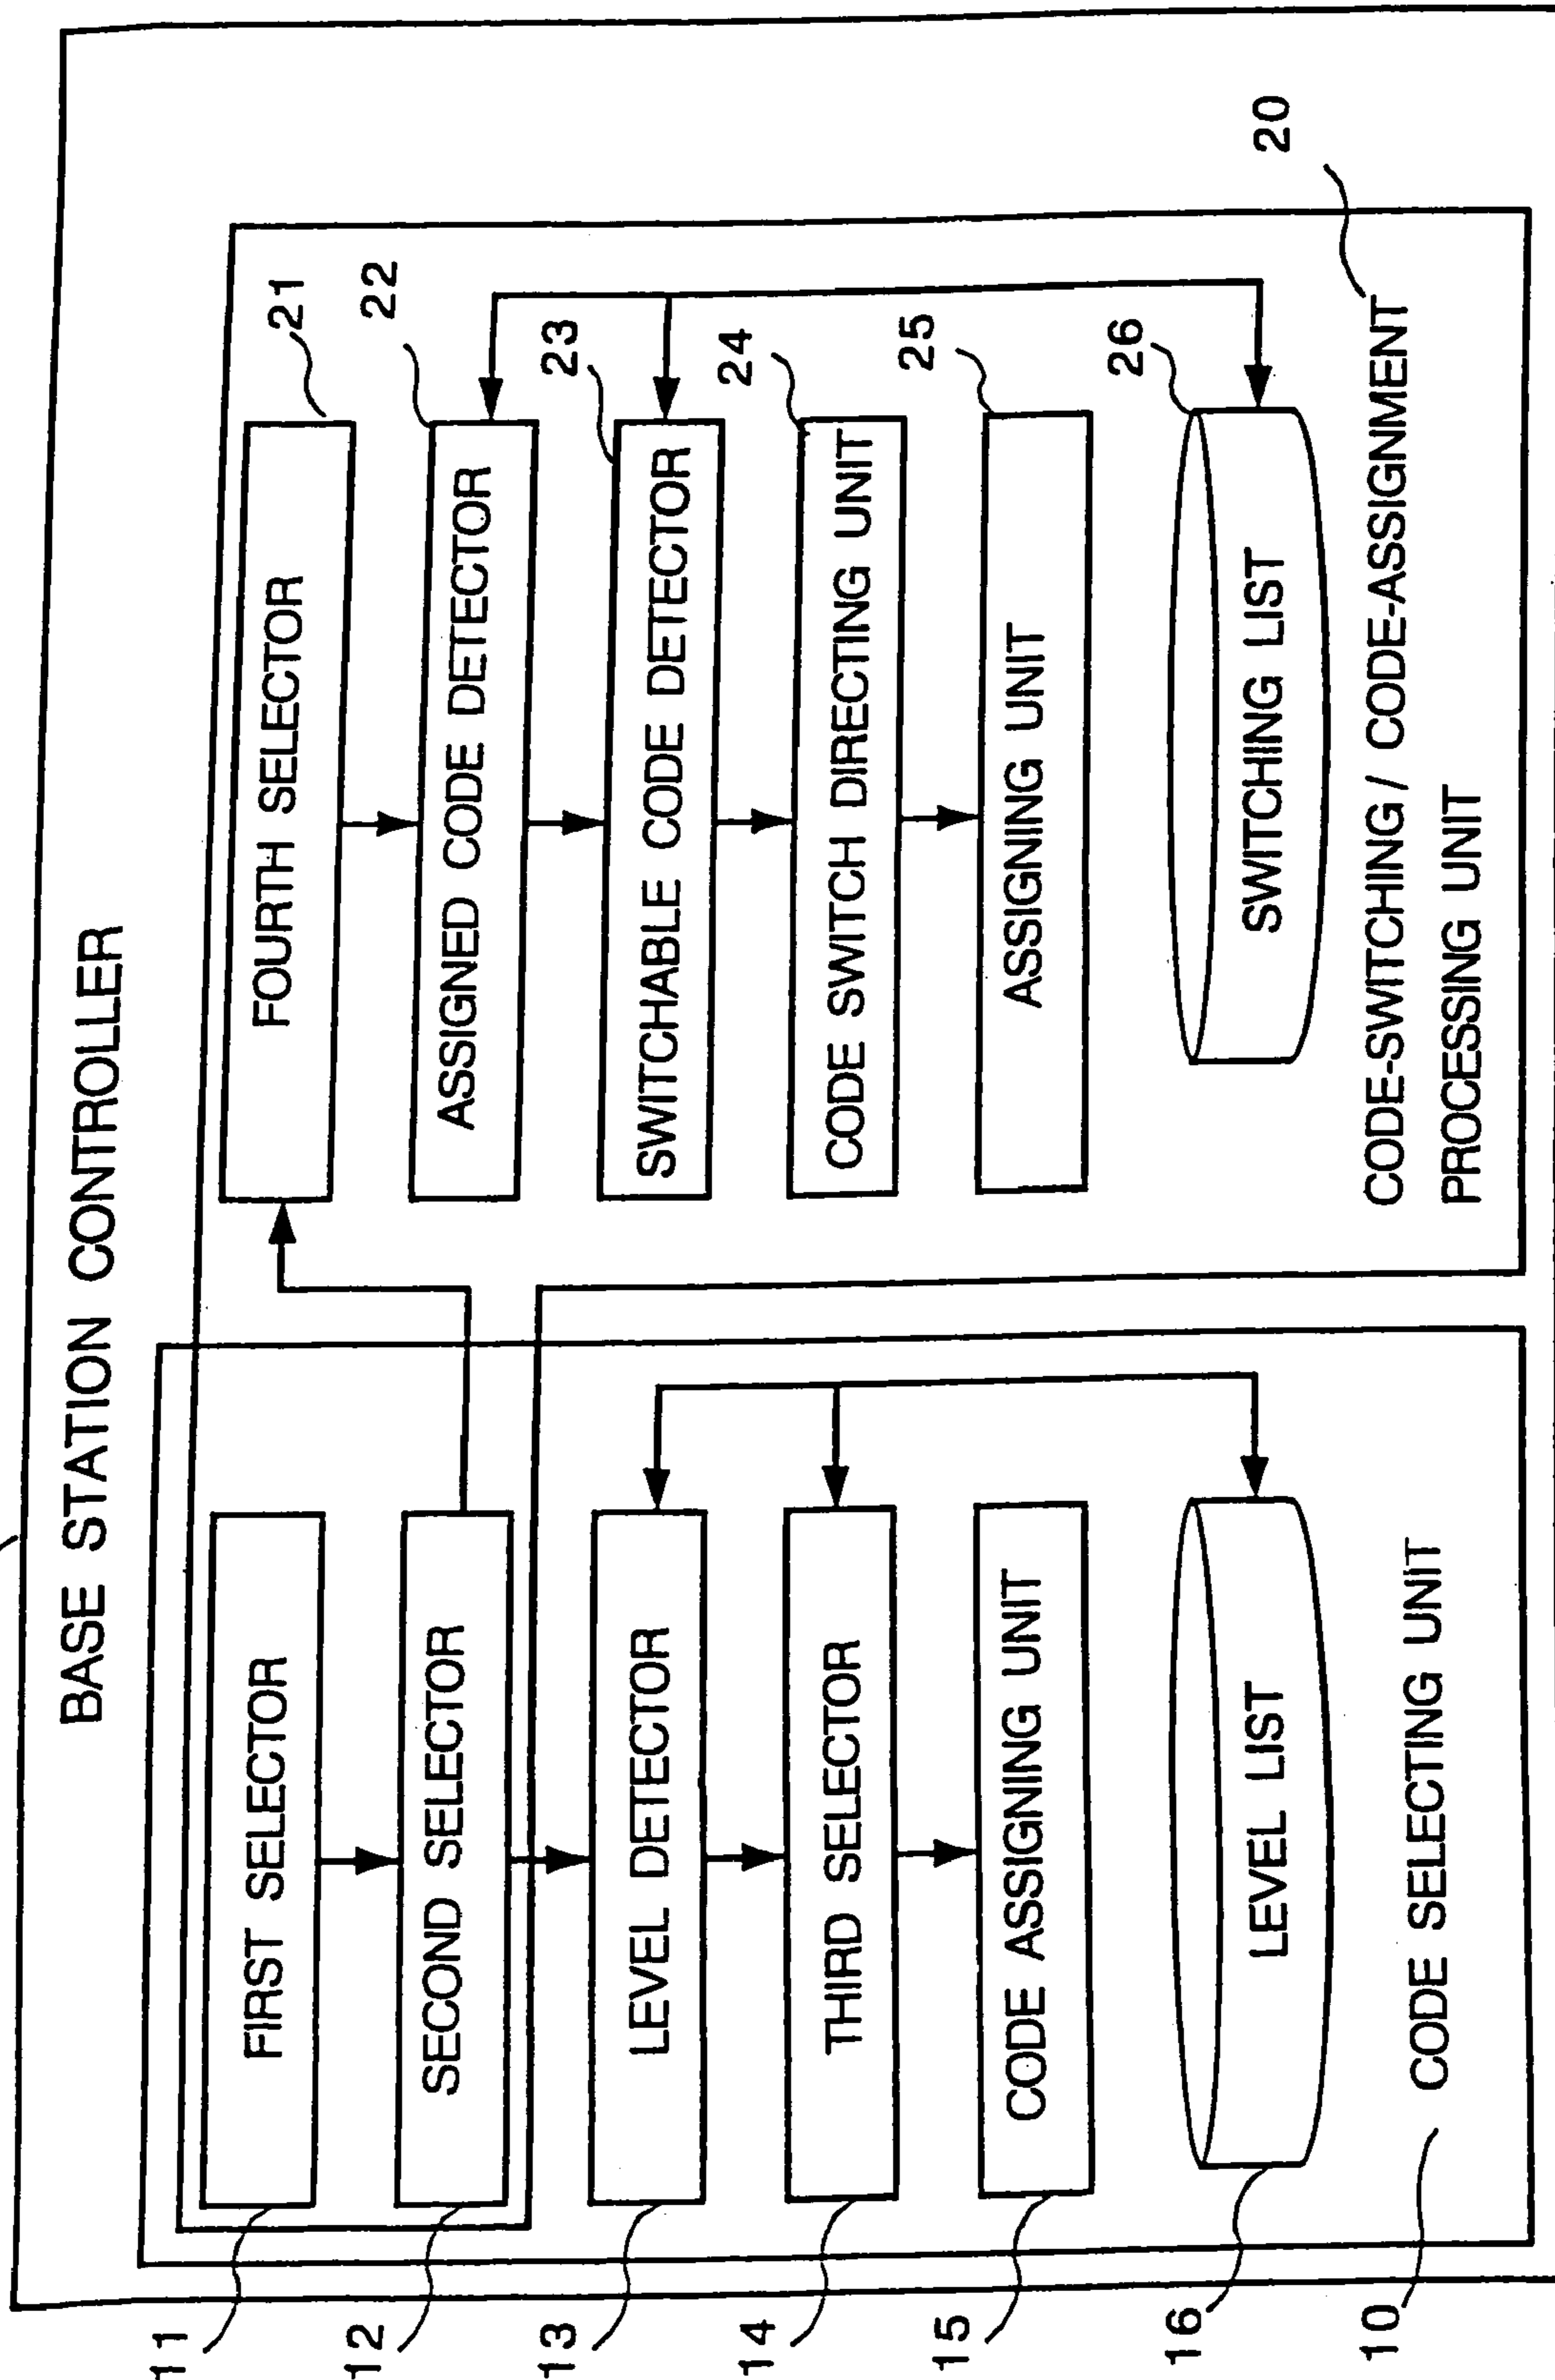 BASE STATION CONTROLLER
11
FIRST SELECTOR
12
SECOND SELECTOR
13
LEVEL DETECTOR
14
THIRD SELECTOR
15
CODE ASSIGNING UNIT
16
LEVEL LIST
10
CODE SELECTING UNIT
21
FOURTH SELECTOR
22
ASSIGNED CODE DETECTOR
23
SWITCHABLE CODE DETECTOR
24
CODE SWITCH DIRECTING UNIT
25
ASSIGNING UNIT
26
SWITCHING LIST
20
CODE-SWITCHING / CODE-ASSIGNMENT
PROCESSING UNIT